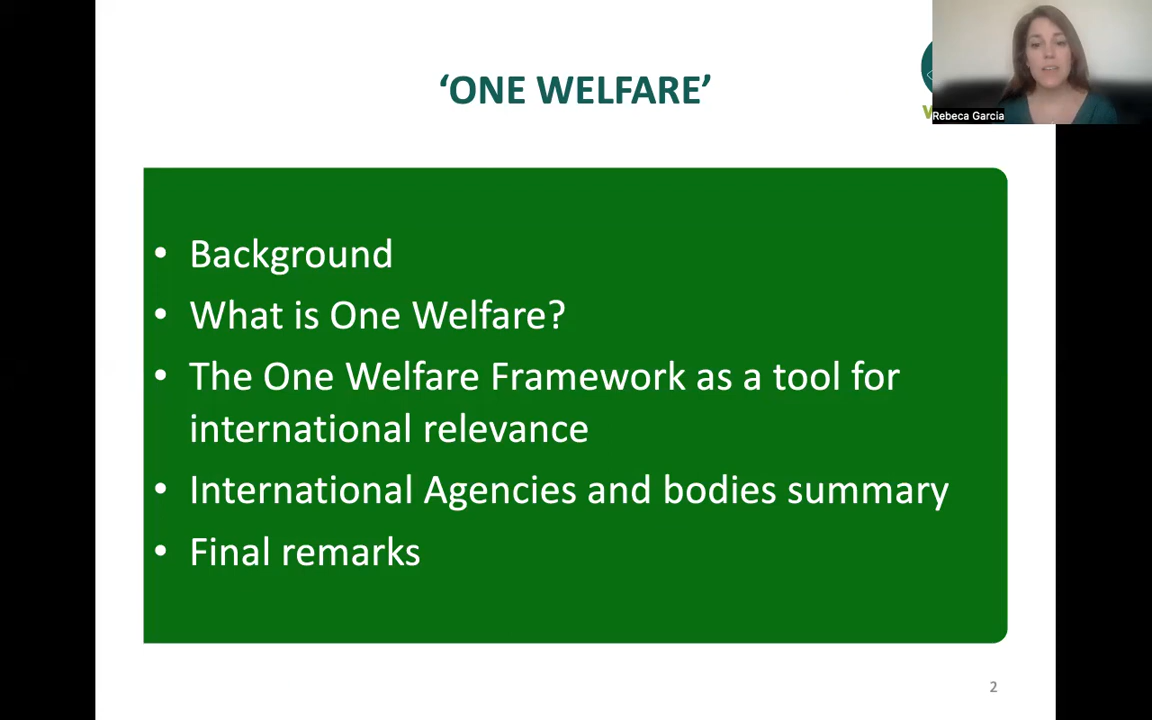 ‘ONE WELFARE’
Rebeca Garcia
• Background
• What is One Welfare?
• The One Welfare Framework as a tool for
international relevance
• International Agencies and bodies summary
• Final remarks
2